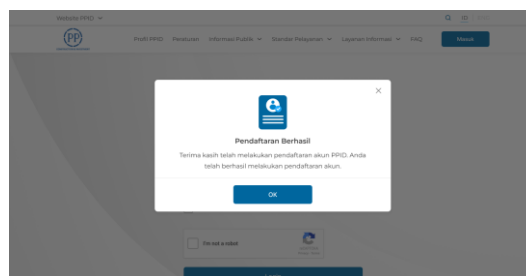 Website PPID
ID
Profil PPID Peraturan Informasi Publik Standar Pelayanan Layanan Informasi FAQ Masuk
Pendaftaran Berhasil
Terima kasih telah melakukan pendaftaran akun PPID. Anda
telah berhasil melakukan pendaftaran akun.
OK
I'm not a robot